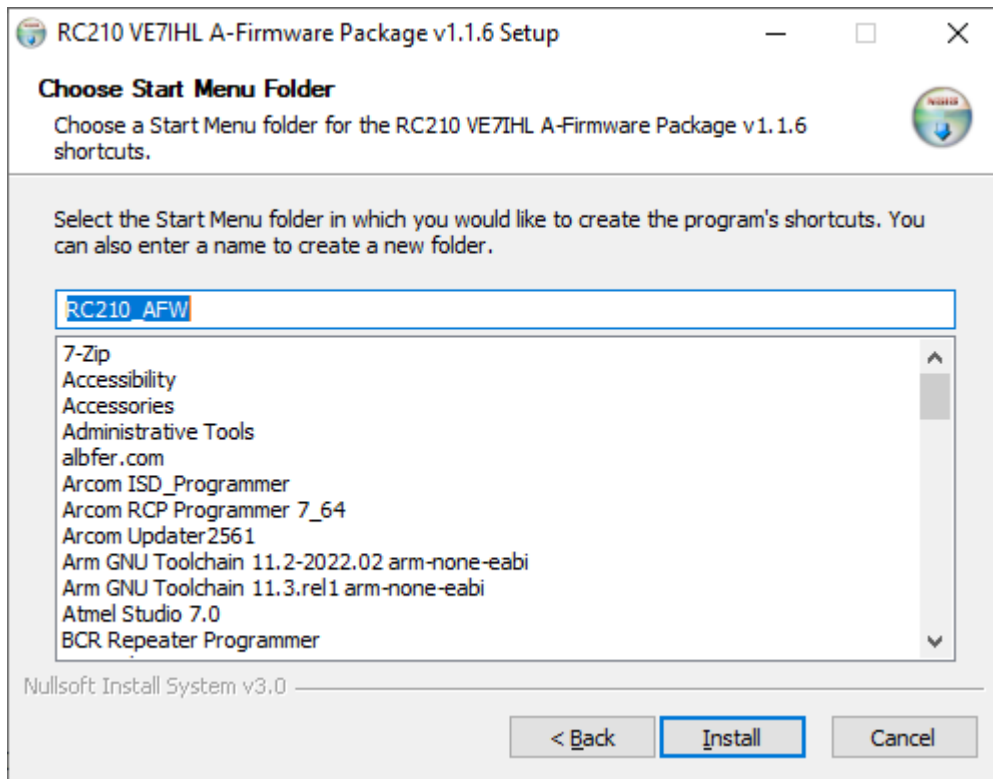 RC210 VE7IHL A-Firmware Package v1.1.6 Setup
Choose Start Menu Folder
Choose a Start Menu folder for the RC210 VE7IHL A-Firmware Package v1.1.6
shortcuts.
Select the Start Menu folder in which you would like to create the program's shortcuts. You
can also enter a name to create a new folder.
RC210_AFW
7-Zip
Accessibility
Accessories
Administrative Tools
albfer.com
Arcom ISD_Programmer
Arcom RCP Programmer 7_64
Arcom Updater2561
Arm GNU Toolchain 11.2-2022.02 arm-none-eabi
Arm GNU Toolchain 11.3.rel1 arm-none-eabi
Atmel Studio 7.0
BCR Repeater Programmer
Nullsoft Install System v3.0
< Back Install Cancel